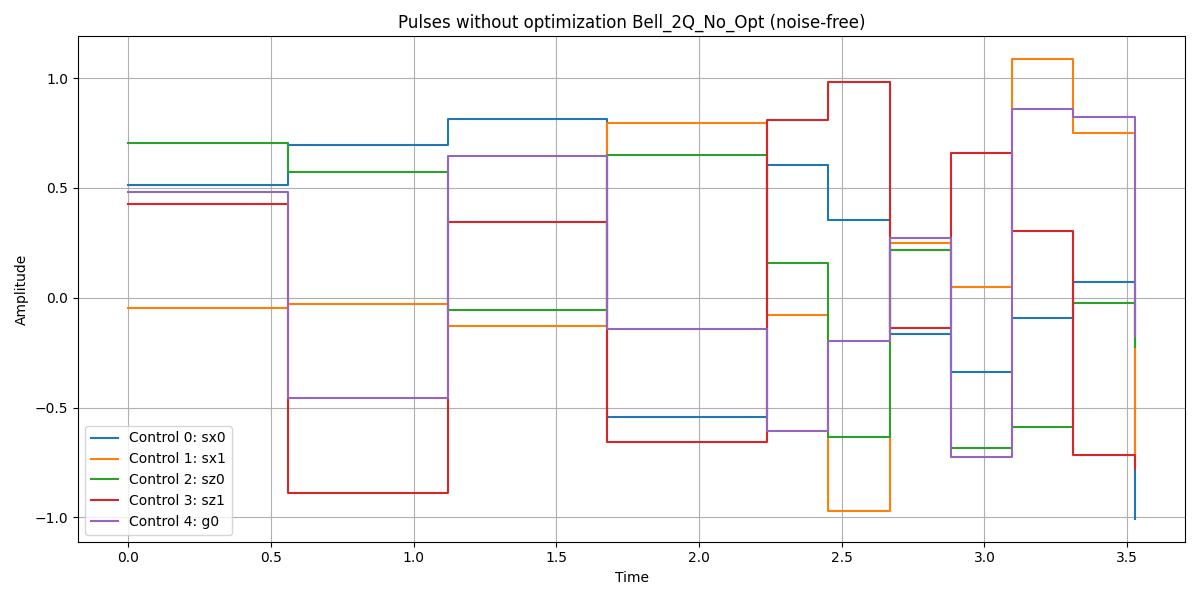 Pulses without optimization Bell_2Q_No_Opt (noise-free)
1.0
0.5
0.0
−0.5
−1.0
Amplitude
Control 0: sx0
Control 1: sx1
Control 2: sz0
Control 3: sz1
Control 4: g0
0.0 0.5 1.0 1.5 2.0 2.5 3.0 3.5
Time